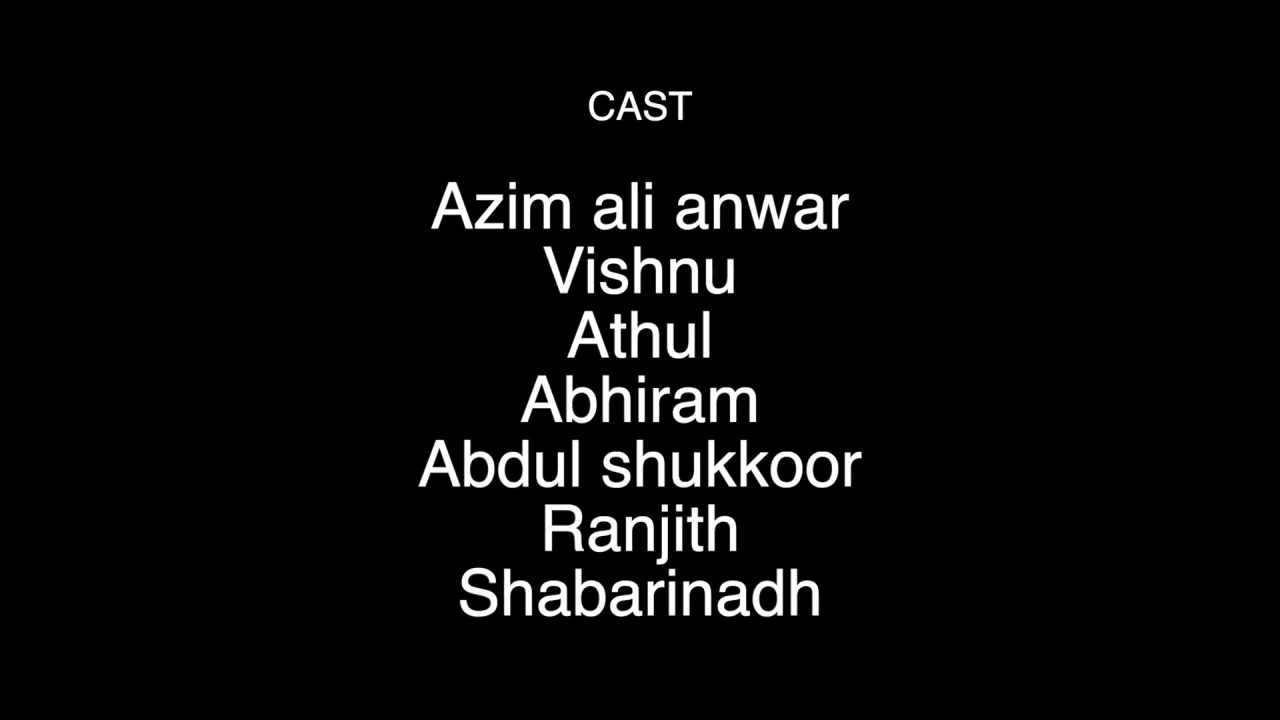 CAST
Azim ali anwar
Vishnu
Athul
Abhiram
Abdul shukkoor
Ranjith
Shabarinadh